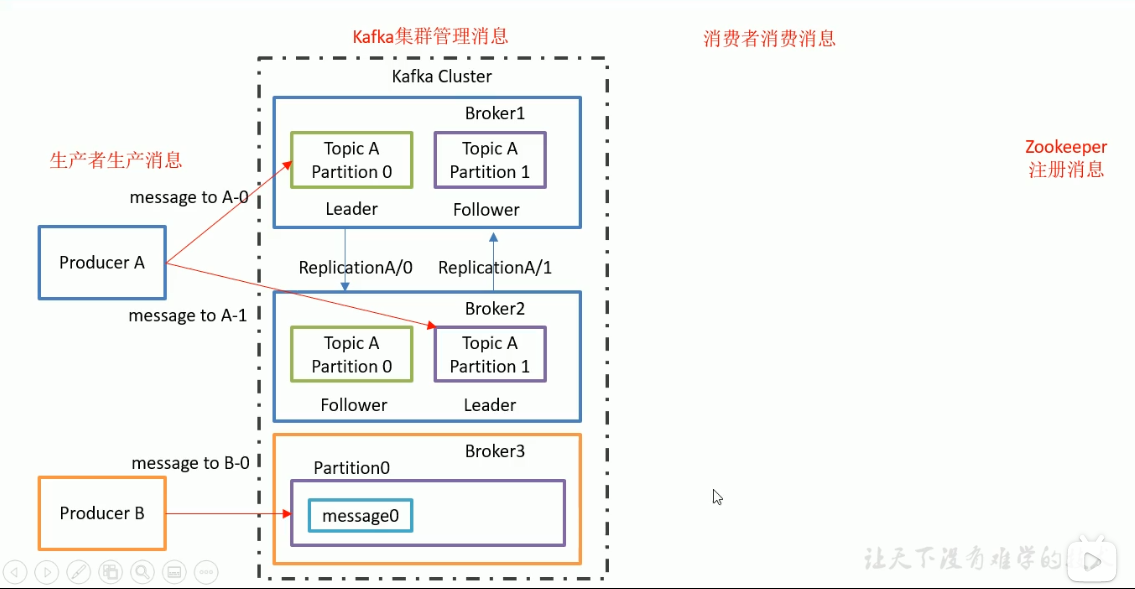 Kafka集群管理消息
消费者消费消息
Kafka Cluster
Broker1
Topic A
Partition 0
Topic A
Partition 1
Leader
Follower
生产者生产消息
Zookeeper
注册消息
message to A-0
Producer A
ReplicationA/0
ReplicationA/1
message to A-1
Broker2
Topic A
Partition 0
Topic A
Partition 1
Follower
Leader
message to B-0
Broker3
Partition0
Producer B
message0
让天下没有难学的